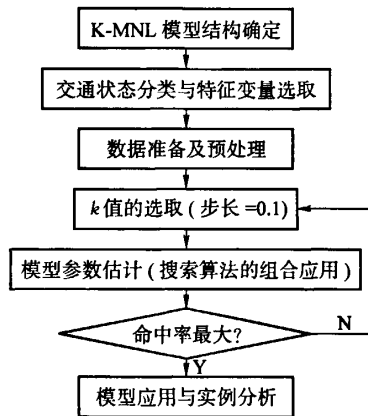 K-MNL 模型结构确定
交通状态分类与特征变量选取
数据准备及预处理
k 值的选取 ( 步长 =0.1)
模型参数估计 ( 搜索算法的组合应用 )
命中率最大?
N
Y
模型应用与实例分析